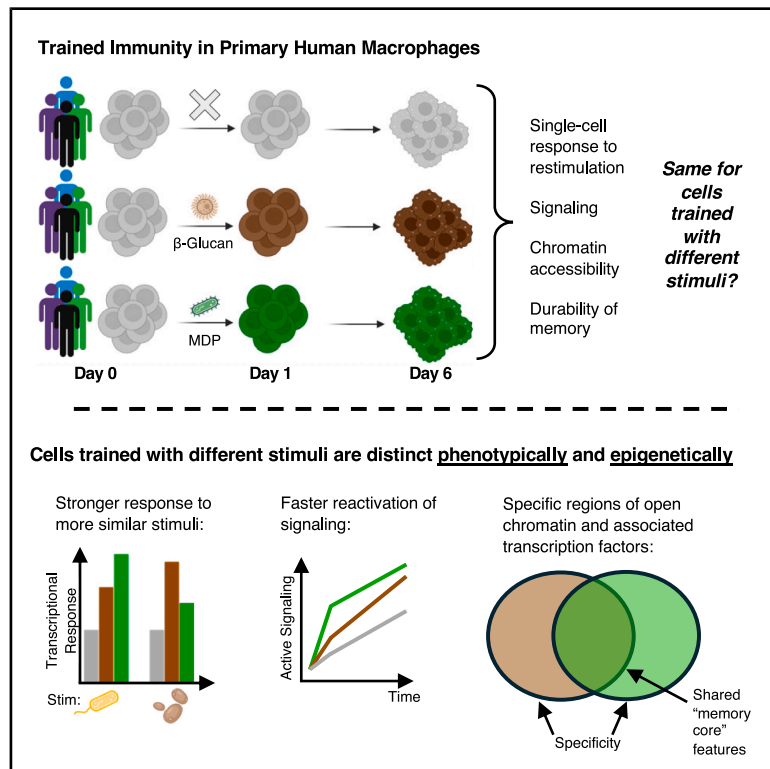 Trained Immunity in Primary Human Macrophages
β-Glucan
MDP
Day 0
Day 1
Day 6
Single-cell
response to
restimulation
Signaling
Chromatin
accessibility
Durability of
memory
Same for
cells
trained
with
different
stimuli?
Cells trained with different stimuli are distinct phenotypically and epigenetically
Stronger response to
more similar stimuli:
Transcriptional
Response
Stim:
Faster reactivation of
signaling:
Active Signaling
Time
Specific regions of open
chromatin and associated
transcription factors:
Specificity
Shared
“memory
core”
features